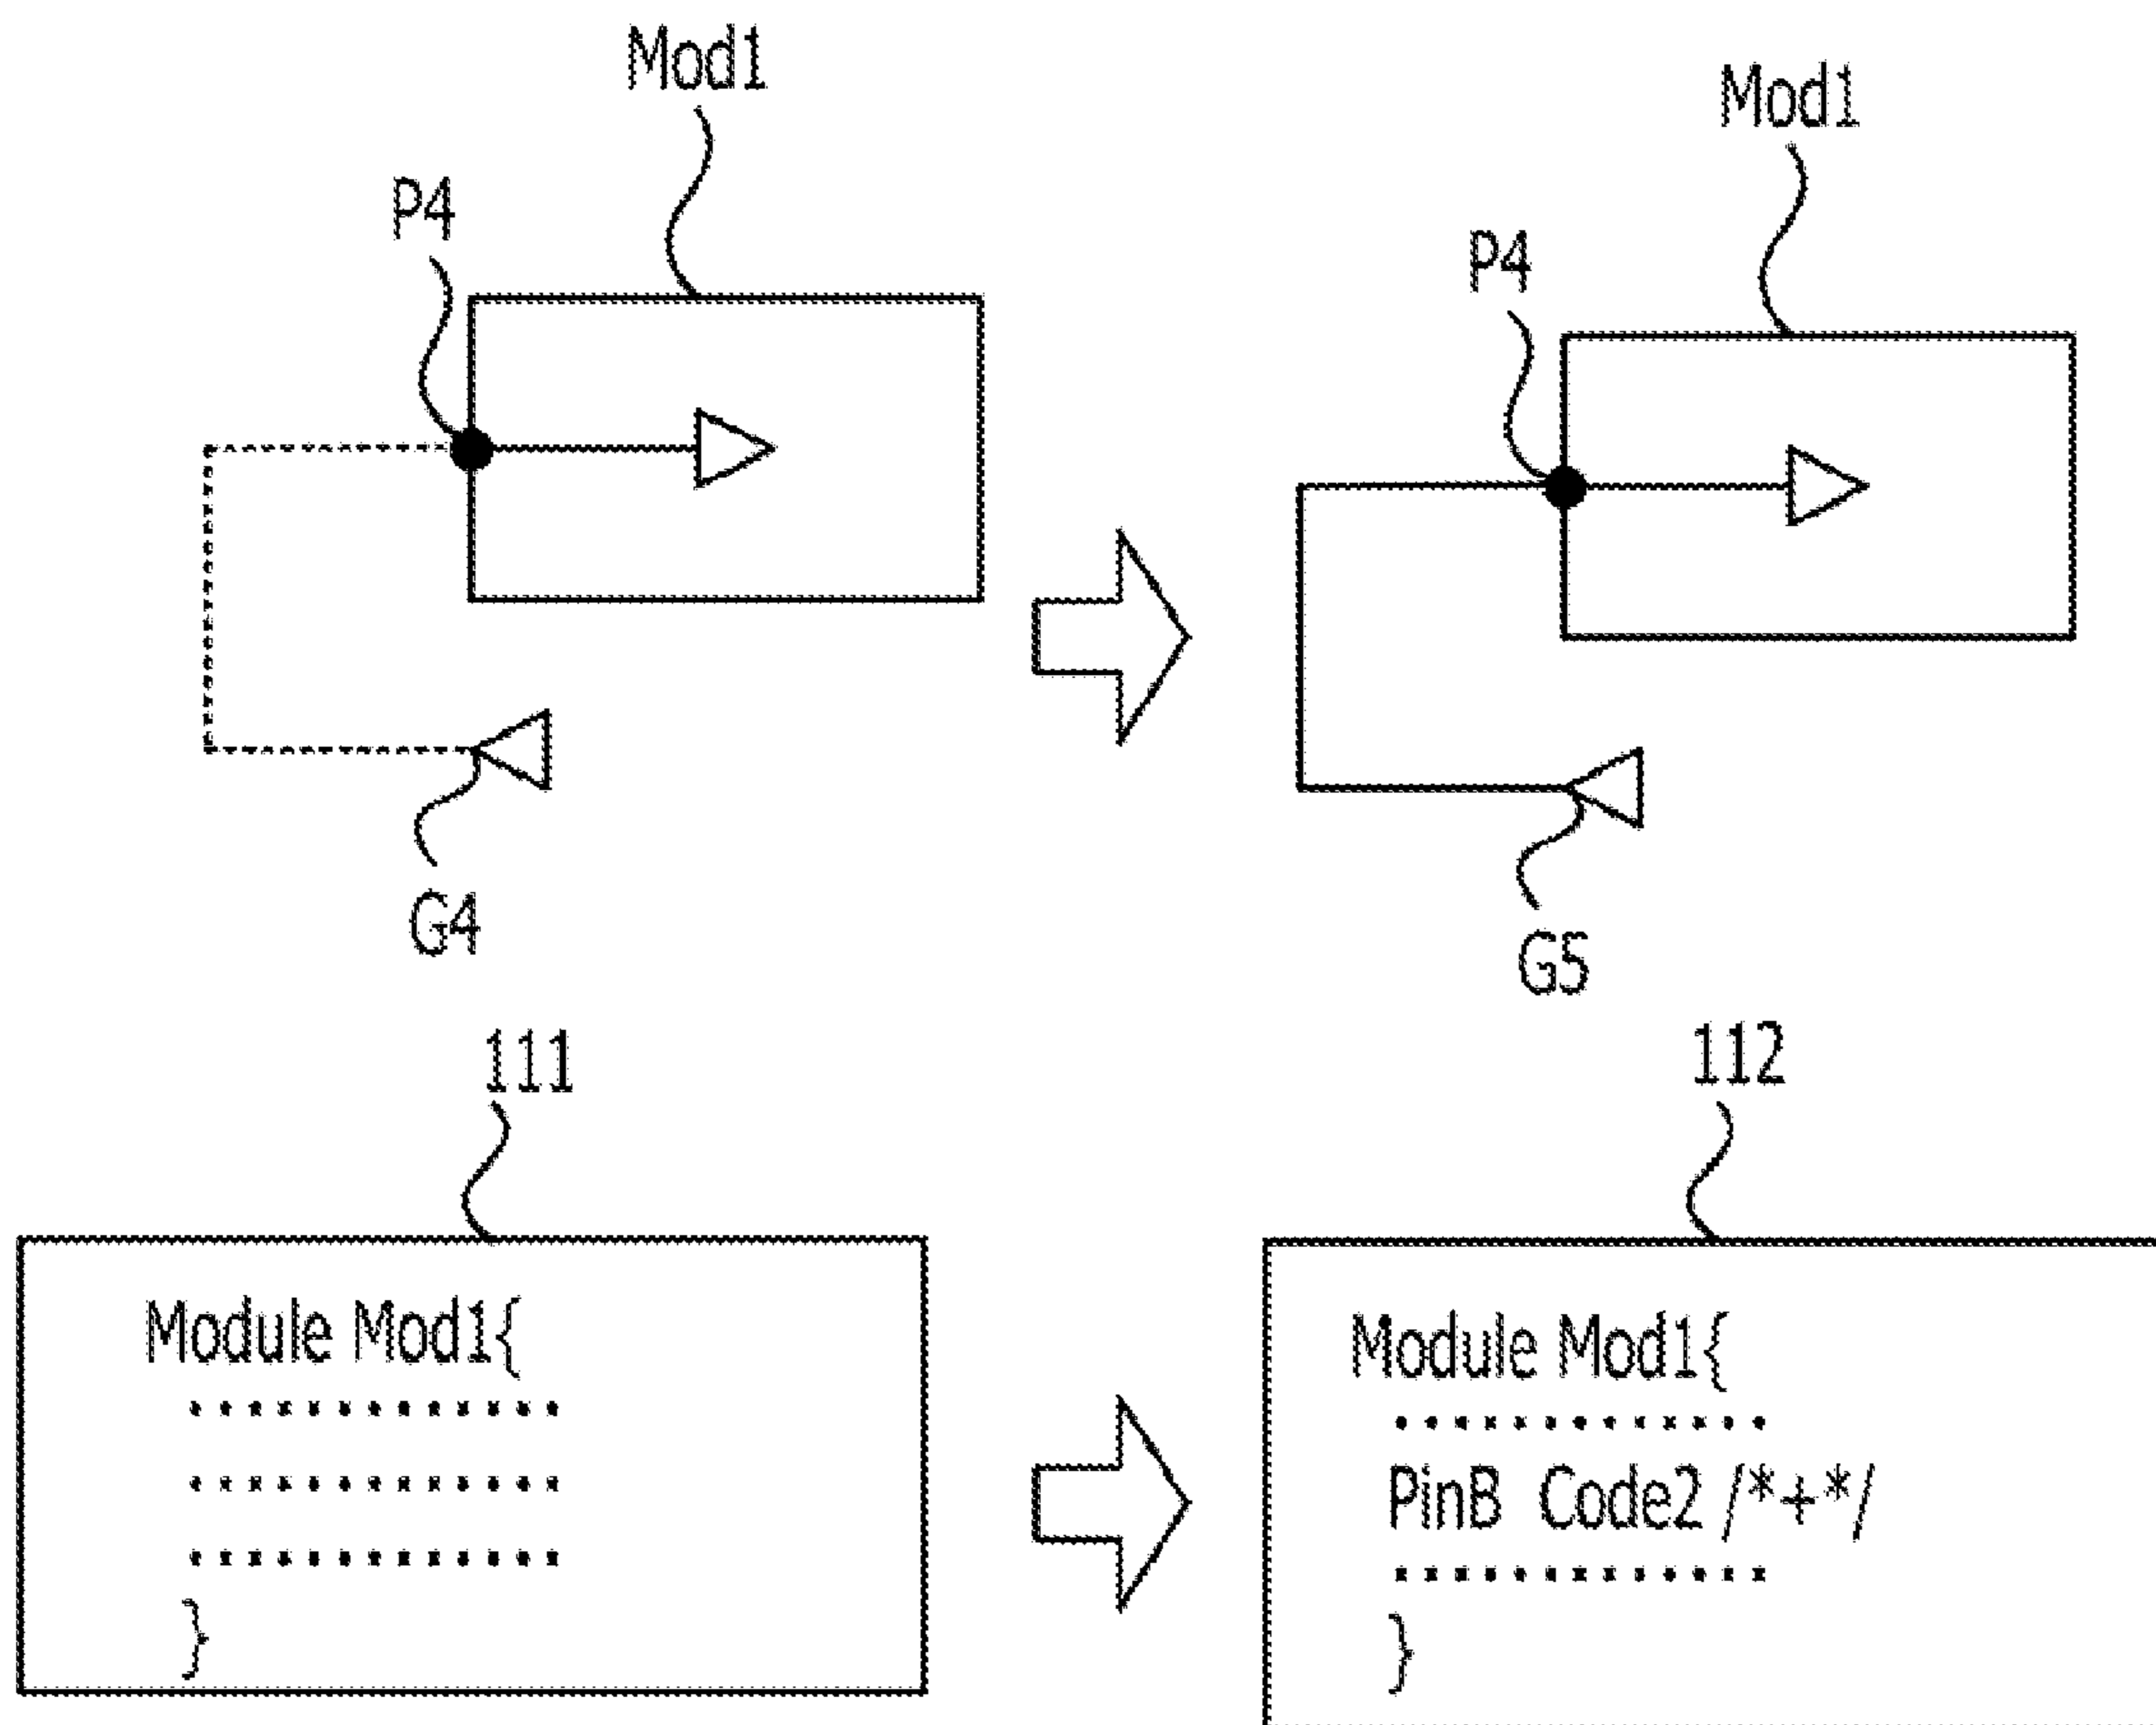 Mod1
Mod1
P4
P4
G4
G5
111
112
Module Mod1{
.............
.............
.............
}
Module Mod1{
.............
PinB Code2 /*+*/
.............
}